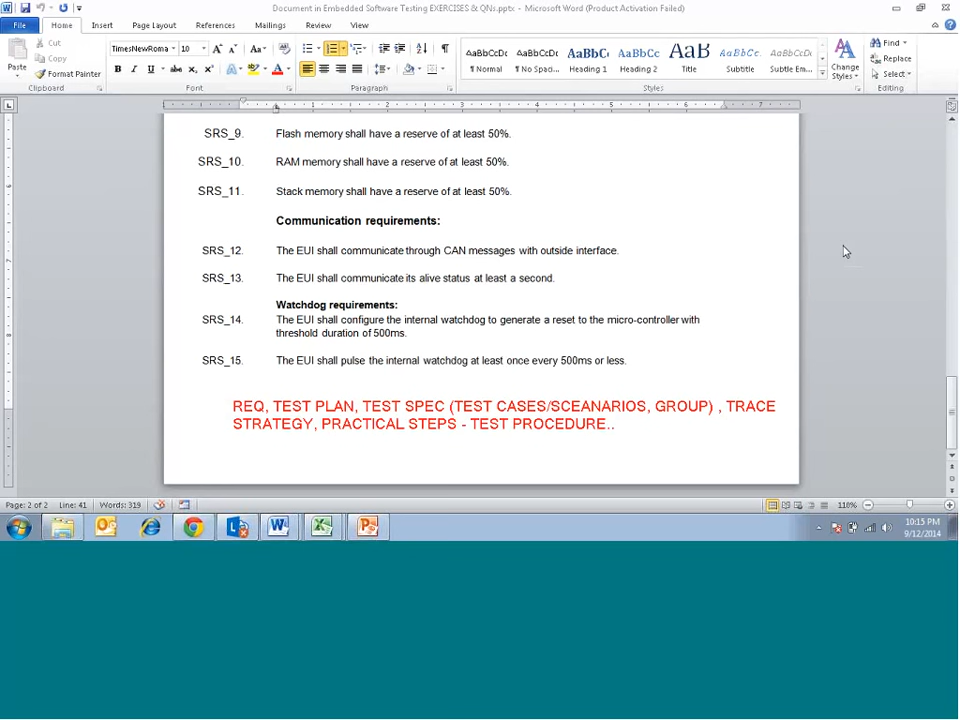 Document in Embedded Software Testing EXERCISES & QNs.pptx - Microsoft Word (Product Activation Failed)
File Home Insert Page Layout References Mailings Review View
Paste
Cut
Copy
Format Painter
Clipboard
TimesNewRoma 10
Font
Paragraph
AaBbCcDc AaBbCcDc AaBbC AaBbCc AaB AaBbCc. AaBbCcDc
¶ Normal ¶ No Spaci... Heading 1 Heading 2 Title Subtitle Subtle Em...
Styles
Change
Styles
Find
Replace
Select
Editing
SRS_9. Flash memory shall have a reserve of at least 50%.
SRS_10. RAM memory shall have a reserve of at least 50%.
SRS_11. Stack memory shall have a reserve of at least 50%.
Communication requirements:
SRS_12. The EUI shall communicate through CAN messages with outside interface.
SRS_13. The EUI shall communicate its alive status at least a second.
Watchdog requirements:
SRS_14. The EUI shall configure the internal watchdog to generate a reset to the micro-controller with
threshold duration of 500ms.
SRS_15. The EUI shall pulse the internal watchdog at least once every 500ms or less.
REQ, TEST PLAN, TEST SPEC (TEST CASES/SCEANARIOS, GROUP) , TRACE
STRATEGY, PRACTICAL STEPS - TEST PROCEDURE..
Page: 2 of 2 Line: 41 Words: 319 118%
10:15 PM
9/12/2014